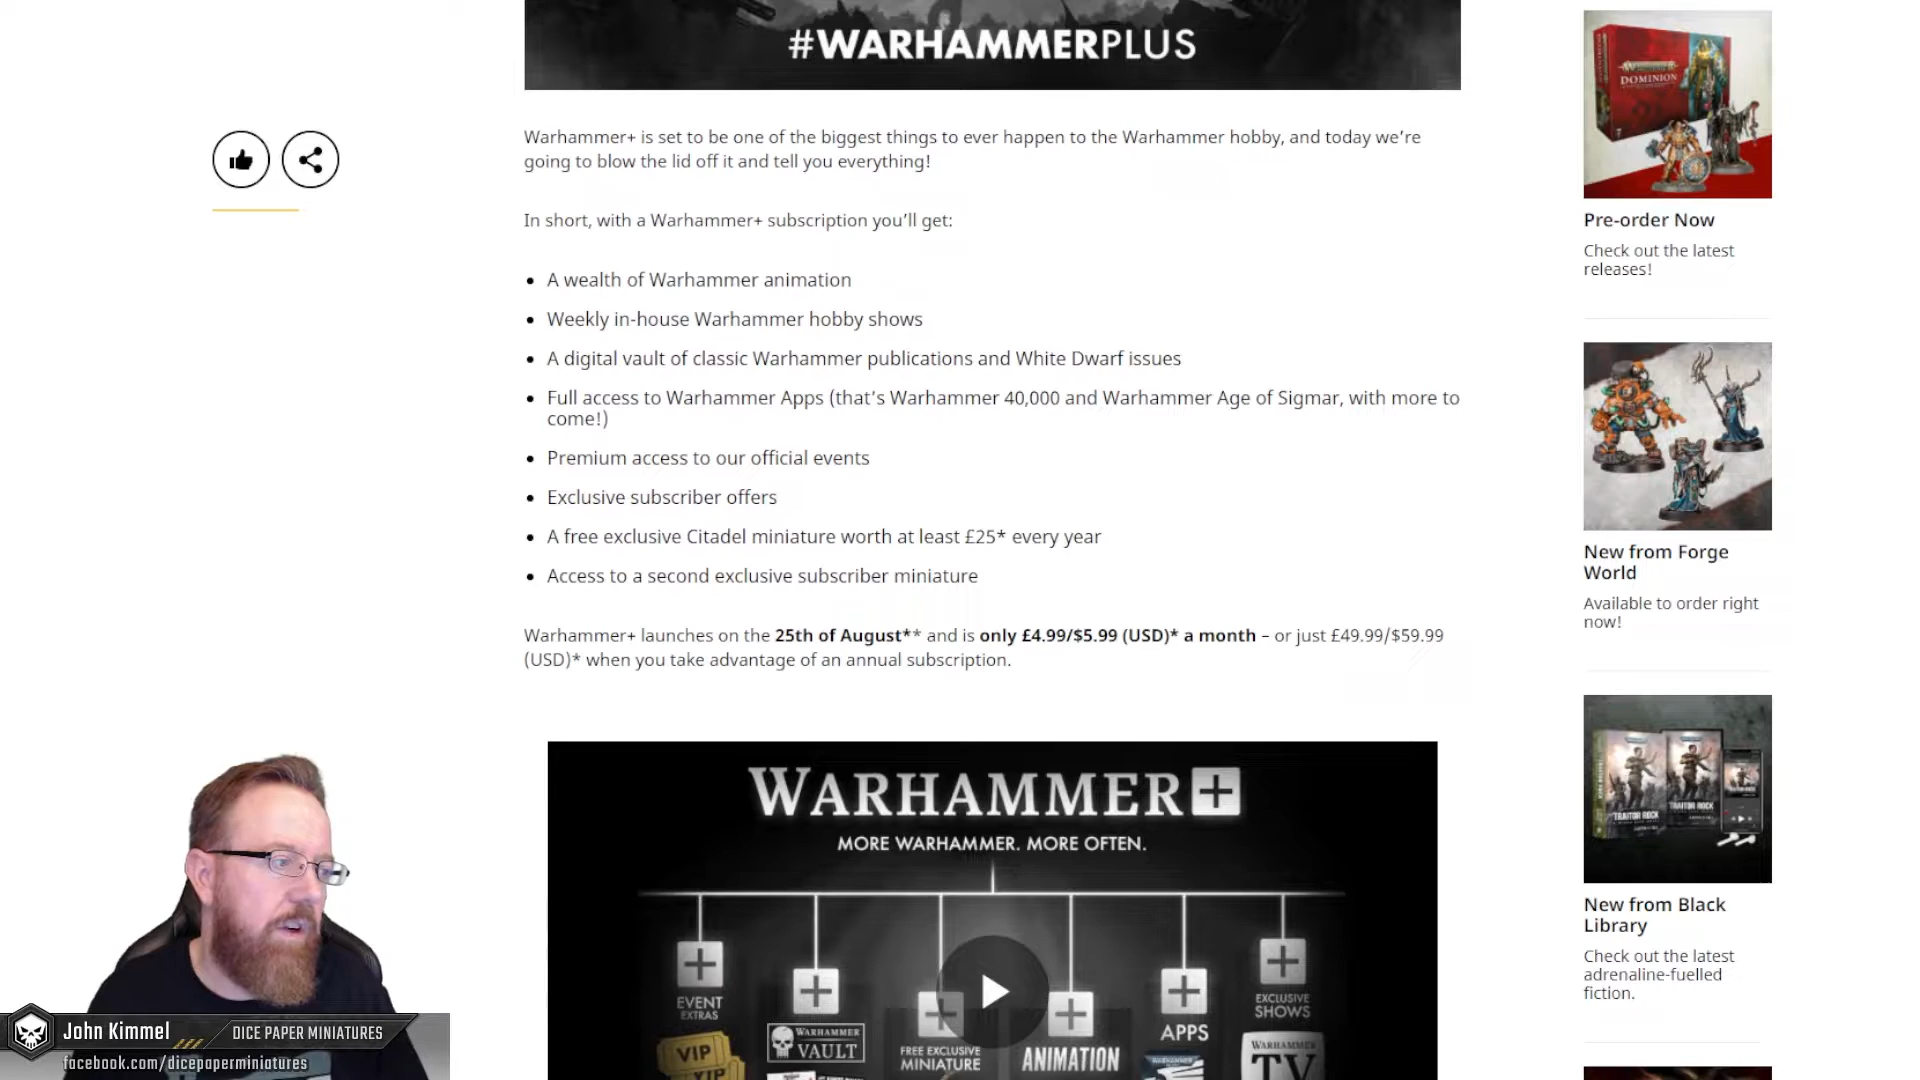 #WARHAMMERPLUS
Warhammer+ is set to be one of the biggest things to ever happen to the Warhammer hobby, and today we're
going to blow the lid off it and tell you everything!
In short, with a Warhammer+ subscription you'll get:
A wealth of Warhammer animation
Weekly in-house Warhammer hobby shows
A digital vault of classic Warhammer publications and White Dwarf issues
Full access to Warhammer Apps (that's Warhammer 40,000 and Warhammer Age of Sigmar, with more to
come!)
Premium access to our official events
Exclusive subscriber offers
A free exclusive Citadel miniature worth at least £25* every year
Access to a second exclusive subscriber miniature
Warhammer+ launches on the 25th of August** and is only £4.99/$5.99 (USD)* a month – or just £49.99/$59.99
(USD)* when you take advantage of an annual subscription.
WARHAMMER+
MORE WARHAMMER. MORE OFTEN.
EVENT
EXTRAS
VIP
VIP
WARHAMMER
VAULT
FREE EXCLUSIVE
MINIATURE
ANIMATION
APPS
EXCLUSIVE
SHOWS
WARHAMMER
TV
DOMINION
Pre-order Now
Check out the latest
releases!
New from Forge
World
Available to order right
now!
TRAITOR ROCK
TRAITOR ROCK
New from Black
Library
Check out the latest
adrenaline-fuelled
fiction.
John Kimmel
DICE PAPER MINIATURES
facebook.com/dicepaperminiatures